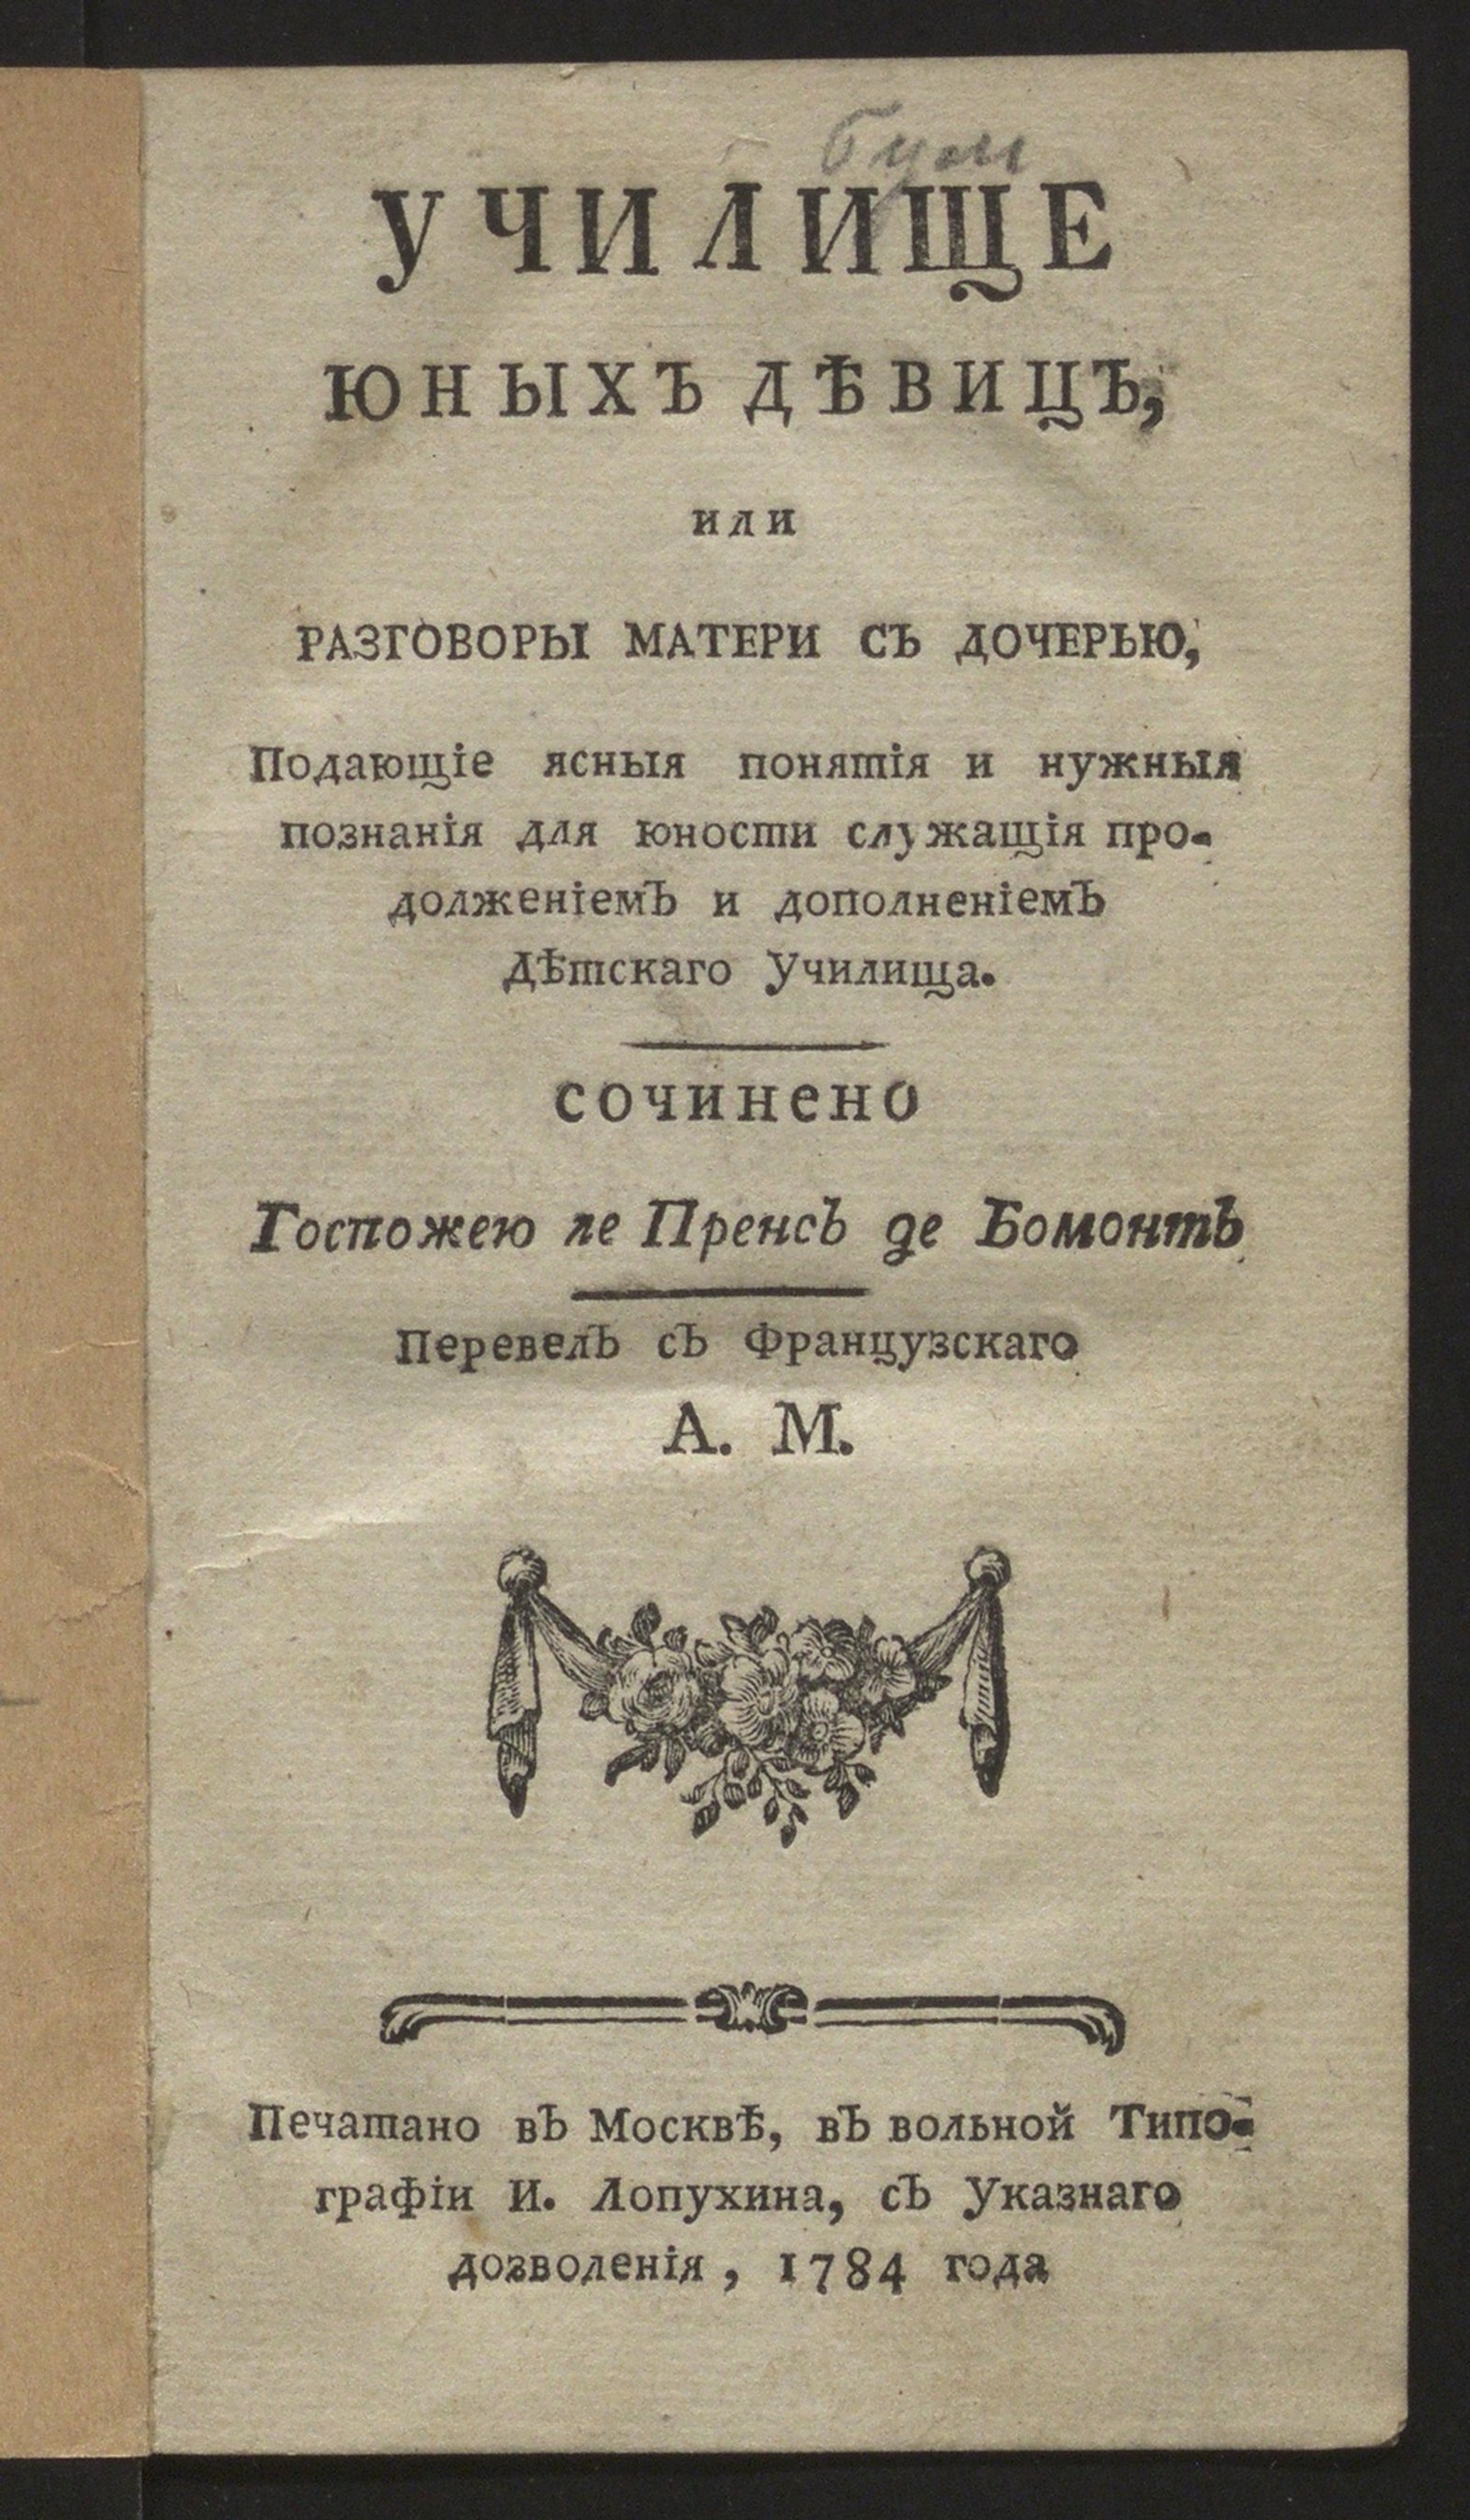 УЧИЛИЩЕ
ЮНЫХЪ ДѢВИЦЪ,
или
РАЗГОВОРЫ МАТЕРИ СЪ ДОЧЕРЬЮ,
Подающіе ясныя понятія и нужныя
познанія для юности служащія про-
долженіемЪ и дополненіемЪ
Дѣтскаго Училища.
сочинено
Госпожею ле ПренсЪ де БомонтЪ
ПеревелЪ сЪ Французскаго
А. М.
Печатано вЪ Москвѣ, вЪ вольной Типо-
графіи И. Лопухина, сЪ Указнаго
дозволенія, 1784 года